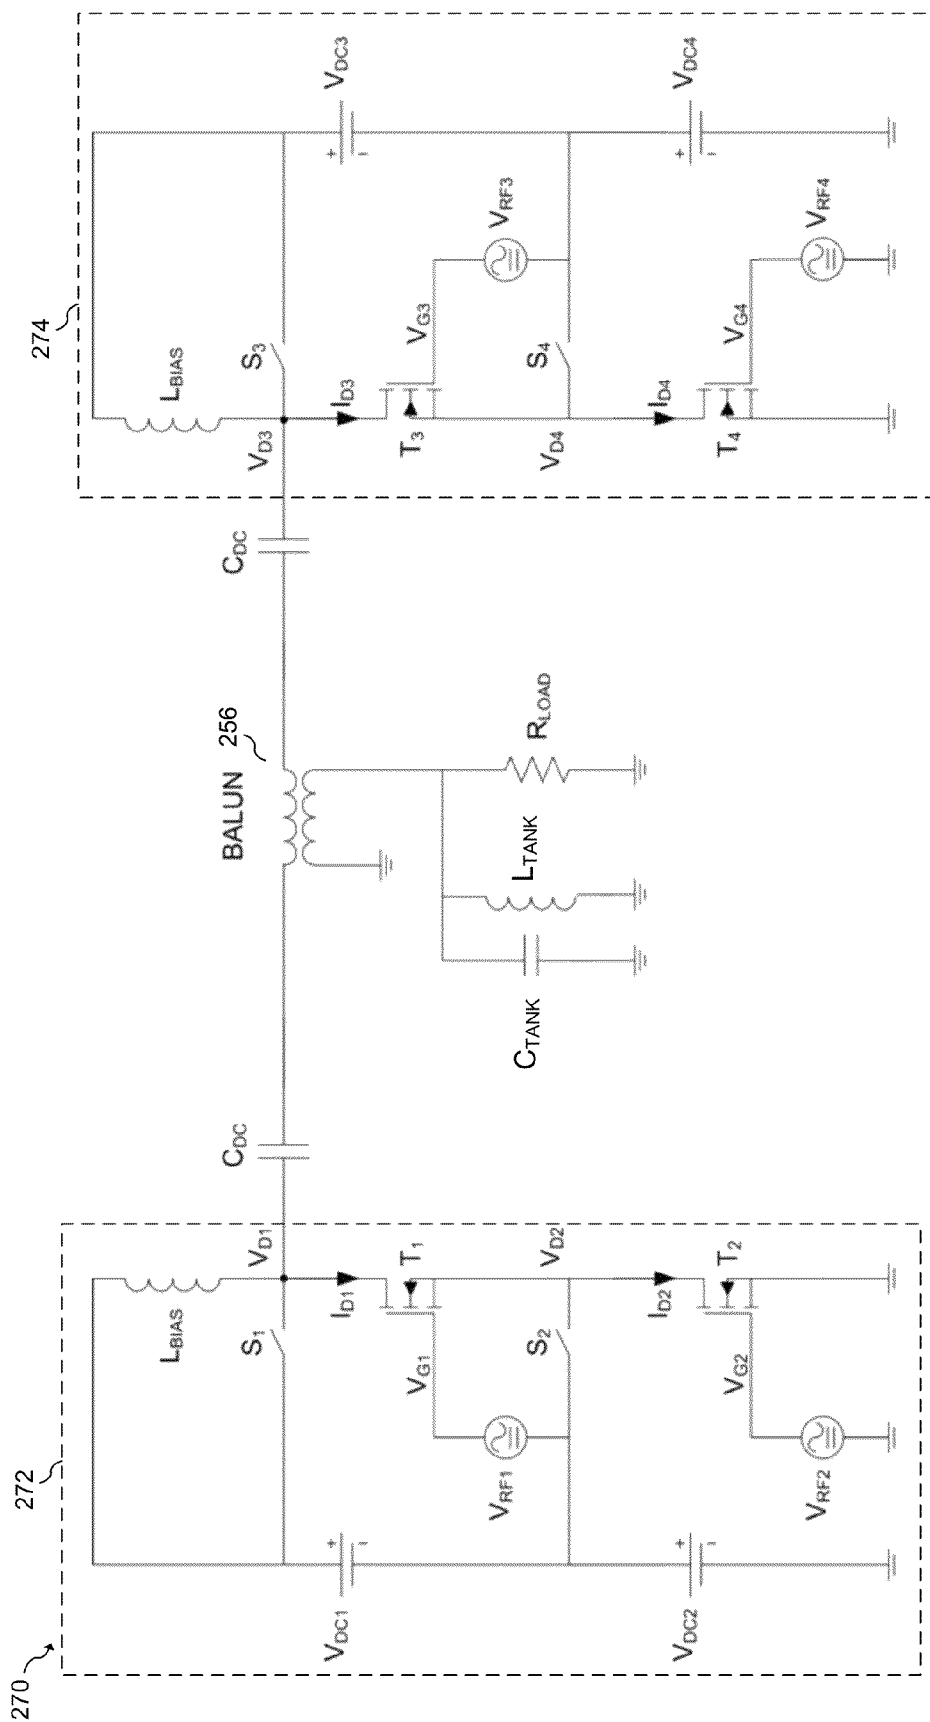 270
272
L_BIAS
V_D1
S_1
I_D1
T_1
V_DC1
+
-
V_G1
V_RF1
V_D2
S_2
I_D2
T_2
V_DC2
+
-
V_G2
V_RF2
C_DC
BALUN
256
C_TANK
L_TANK
R_LOAD
C_DC
274
L_BIAS
V_D3
S_3
I_D3
T_3
V_DC3
+
-
V_G3
V_RF3
V_D4
S_4
I_D4
T_4
V_DC4
+
-
V_G4
V_RF4